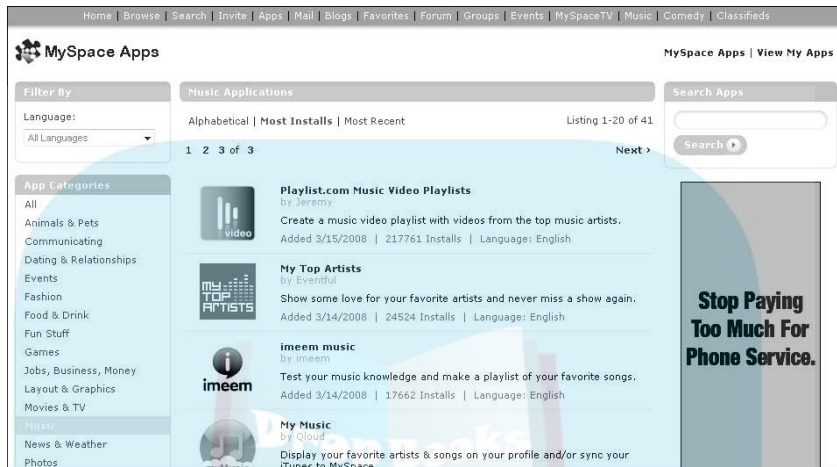 Home | Browse | Search | Invite | Apps | Mail | Blogs | Favorites | Forum | Groups | Events | MySpaceTV | Music | Comedy | Classifieds
MySpace Apps
MySpace Apps | View My Apps
Filter By
Language:
All Languages
App Categories
All
Animals & Pets
Communicating
Dating & Relationships
Events
Fashion
Food & Drink
Fun Stuff
Games
Jobs, Business, Money
Layout & Graphics
Movies & TV
Music
News & Weather
Photos
Music Applications
Alphabetical | Most Installs | Most Recent
Listing 1-20 of 41
1 2 3 of 3
Next ›
video
Playlist.com Music Video Playlists
by Jeremy
Create a music video playlist with videos from the top music artists.
Added 3/15/2008 | 217761 Installs | Language: English
MY TOP ARTISTS
My Top Artists
by Eventful
Show some love for your favorite artists and never miss a show again.
Added 3/14/2008 | 24524 Installs | Language: English
imeem
imeem music
by imeem
Test your music knowledge and make a playlist of your favorite songs.
Added 3/14/2008 | 17662 Installs | Language: English
My Music
by Qloud
Display your favorite artists & songs on your profile and/or sync your
iTunes to MySpace
DropBooks
Search Apps
Search
Stop Paying
Too Much For
Phone Service.